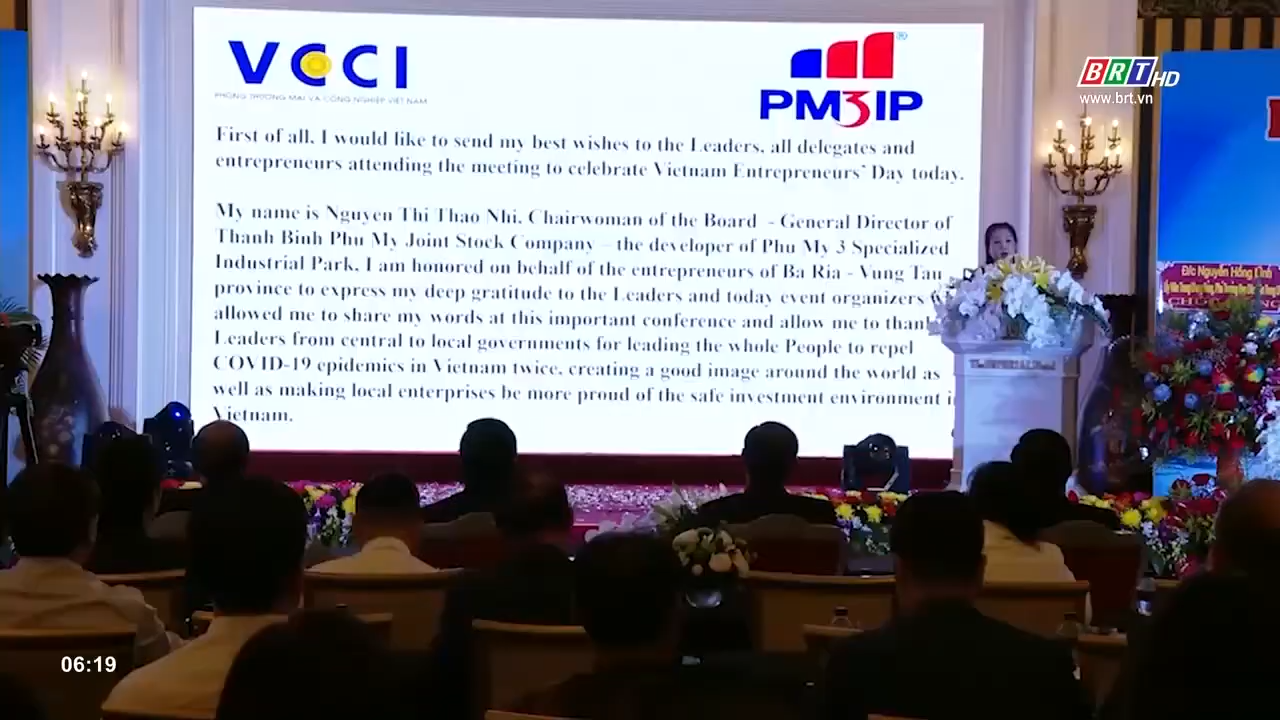 VCCI
PHÒNG THƯƠNG MẠI VÀ CÔNG NGHIỆP VIỆT NAM
PM3IP®
BRT HD
www.brt.vn
First of all, I would like to send my best wishes to the Leaders, all delegates and
entrepreneurs attending the meeting to celebrate Vietnam Entrepreneurs' Day today.
My name is Nguyen Thi Thao Nhi, Chairwoman of the Board - General Director of
Thanh Binh Phu My Joint Stock Company – the developer of Phu My 3 Specialized
Industrial Park, I am honored on behalf of the entrepreneurs of Ba Ria - Vung Tau
province to express my deep gratitude to the Leaders and today event organizers
allowed me to share my words at this important conference and allow me to thank
Leaders from central to local governments for leading the whole People to repel
COVID-19 epidemics in Vietnam twice, creating a good image around the world as
well as making local enterprises be more proud of the safe investment environment
Vietnam.
Đ/c Nguyễn Hồng Lĩnh
06:19